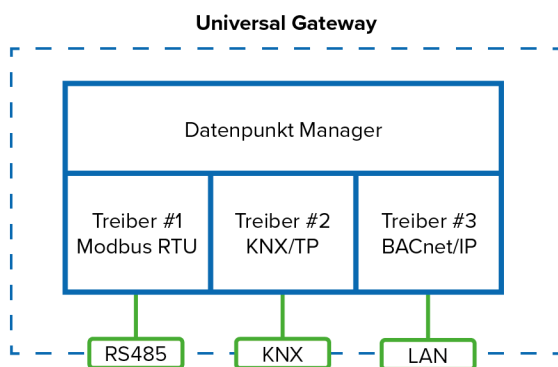 Universal Gateway
Datenpunkt Manager
Treiber #1
Modbus RTU
Treiber #2
KNX/TP
Treiber #3
BACnet/IP
RS485
KNX
LAN